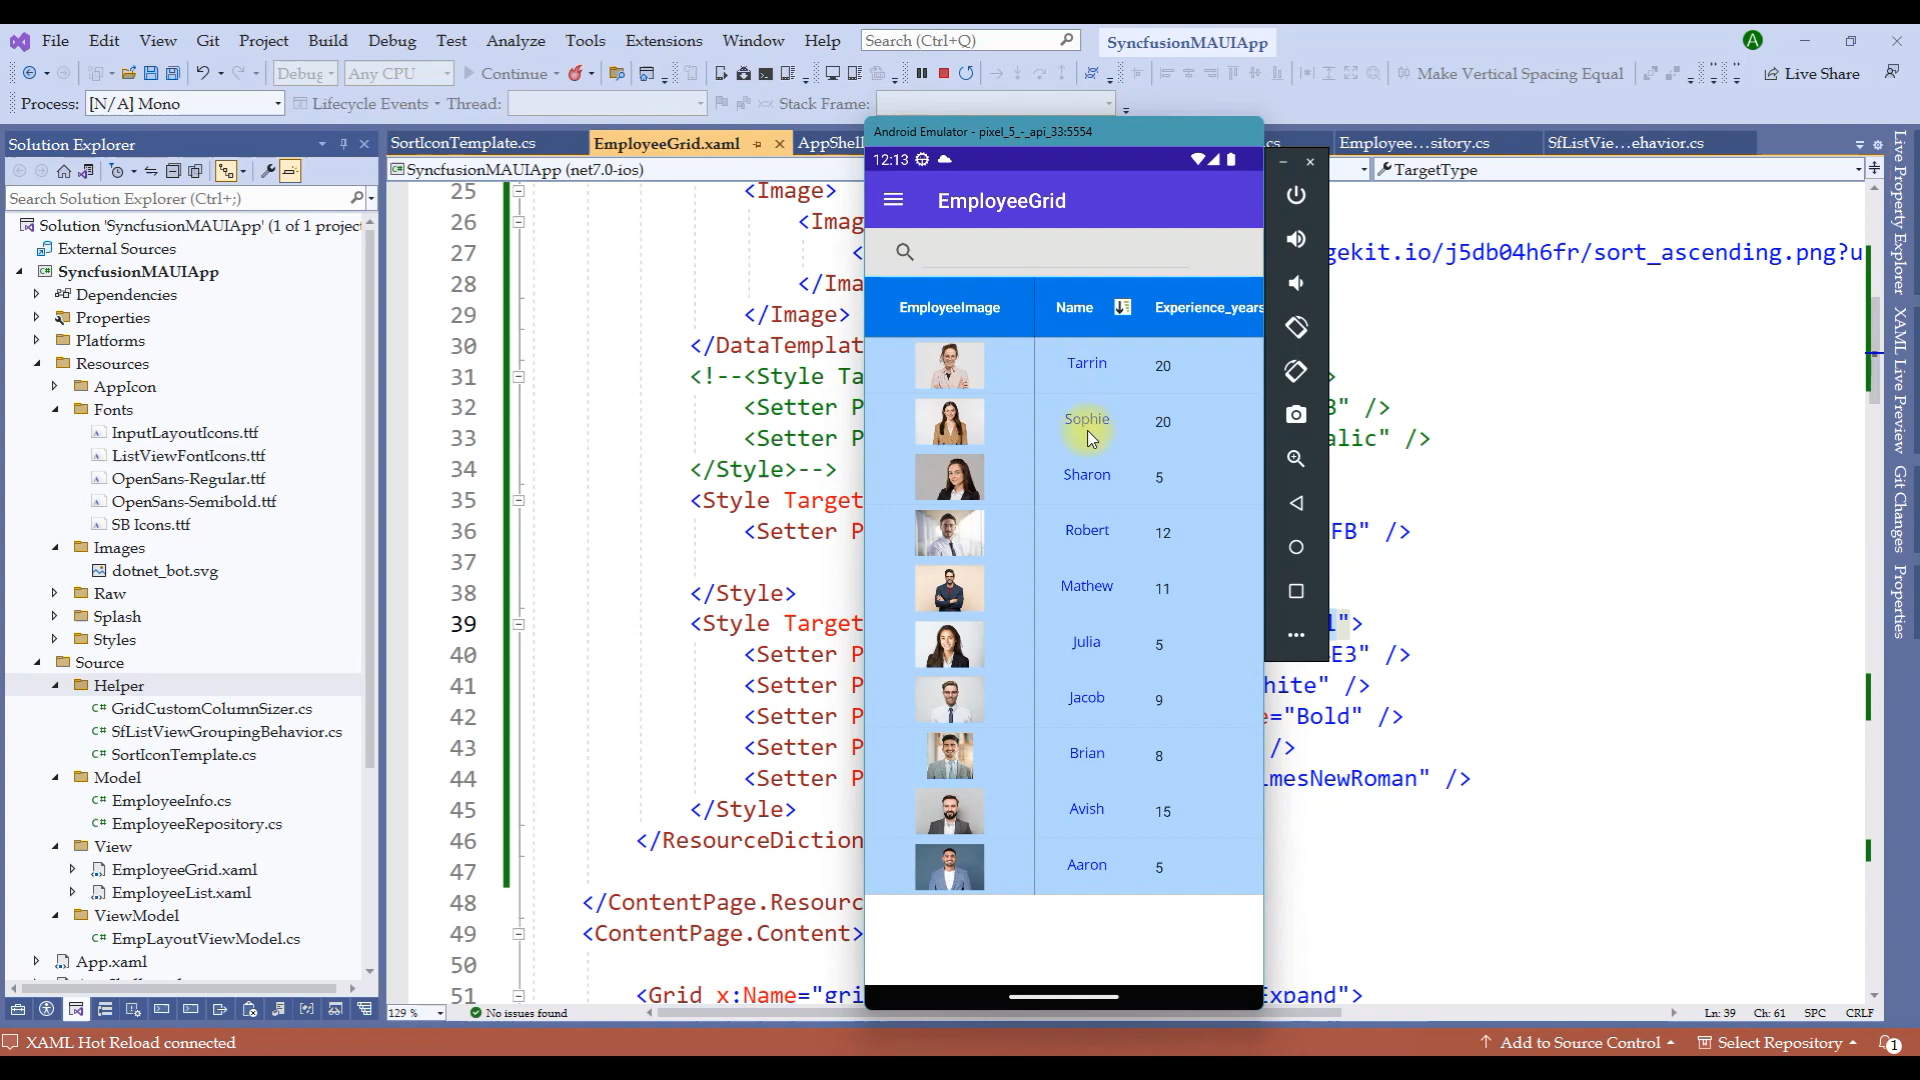 File Edit View Git Project Build Debug Test Analyze Tools Extensions Window Help Search (Ctrl+Q) SyncfusionMAUIApp A
Debug Any CPU Continue Make Vertical Spacing Equal Live Share
Process: [N/A] Mono Lifecycle Events Thread: Stack Frame:
Solution Explorer
Search Solution Explorer (Ctrl+;)
Solution 'SyncfusionMAUIApp' (1 of 1 project
External Sources
SyncfusionMAUIApp
Dependencies
Properties
Platforms
Resources
AppIcon
Fonts
InputLayoutIcons.ttf
ListViewFontIcons.ttf
OpenSans-Regular.ttf
OpenSans-Semibold.ttf
SB Icons.ttf
Images
dotnet_bot.svg
Raw
Splash
Styles
Source
Helper
GridCustomColumnSizer.cs
SfListViewGroupingBehavior.cs
SortIconTemplate.cs
Model
EmployeeInfo.cs
EmployeeRepository.cs
View
EmployeeGrid.xaml
EmployeeList.xaml
ViewModel
EmpLayoutViewModel.cs
App.xaml
SortIconTemplate.cs EmployeeGrid.xaml AppShell .cs Employee…sitory.cs SfListVie…ehavior.cs
SyncfusionMAUIApp (net7.0-ios) TargetType
25 <Image>
26 <Imag
27 < gekit.io/j5db04h6fr/sort_ascending.png?u
28 </Ima
29 </Image>
30 </DataTemplat
31 <!--<Style Ta >
32 <Setter P B" />
33 <Setter P alic" />
34 </Style>-->
35 <Style Target
36 <Setter P FB" />
37
38 </Style>
39 <Style Target l">
40 <Setter P E3" />
41 <Setter P hite" />
42 <Setter P ="Bold" />
43 <Setter P />
44 <Setter P imesNewRoman" />
45 </Style>
46 </ResourceDiction
47
48 </ContentPage.Resourc
49 <ContentPage.Content>
50
51 <Grid x:Name="gri Expand">
Android Emulator - pixel_5_-_api_33:5554
12:13
EmployeeGrid
EmployeeImage Name Experience_years
Tarrin 20
Sophie 20
Sharon 5
Robert 12
Mathew 11
Julia 5
Jacob 9
Brian 8
Avish 15
Aaron 5
Live Property Explorer
XAML Live Preview
Git Changes
Properties
129 % No issues found Ln: 39 Ch: 61 SPC CRLF
XAML Hot Reload connected Add to Source Control Select Repository 1